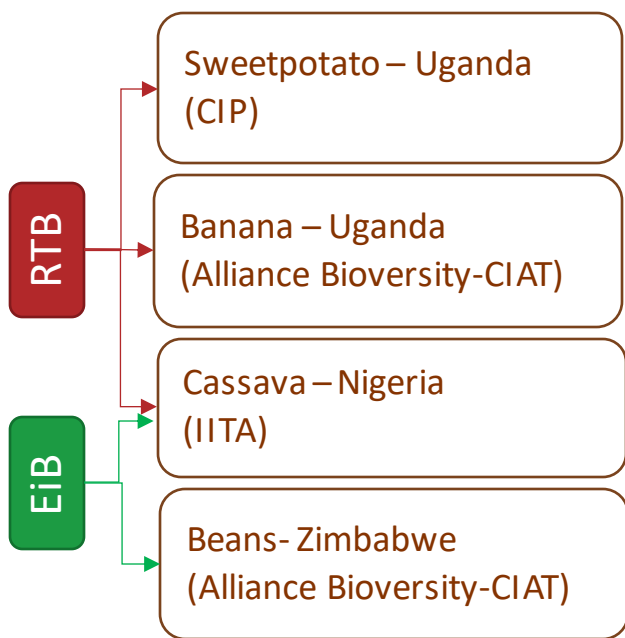 Sweetpotato – Uganda
(CIP)
RTB
Banana – Uganda
(Alliance Bioversity-CIAT)
Cassava – Nigeria
(IITA)
EiB
Beans- Zimbabwe
(Alliance Bioversity-CIAT)